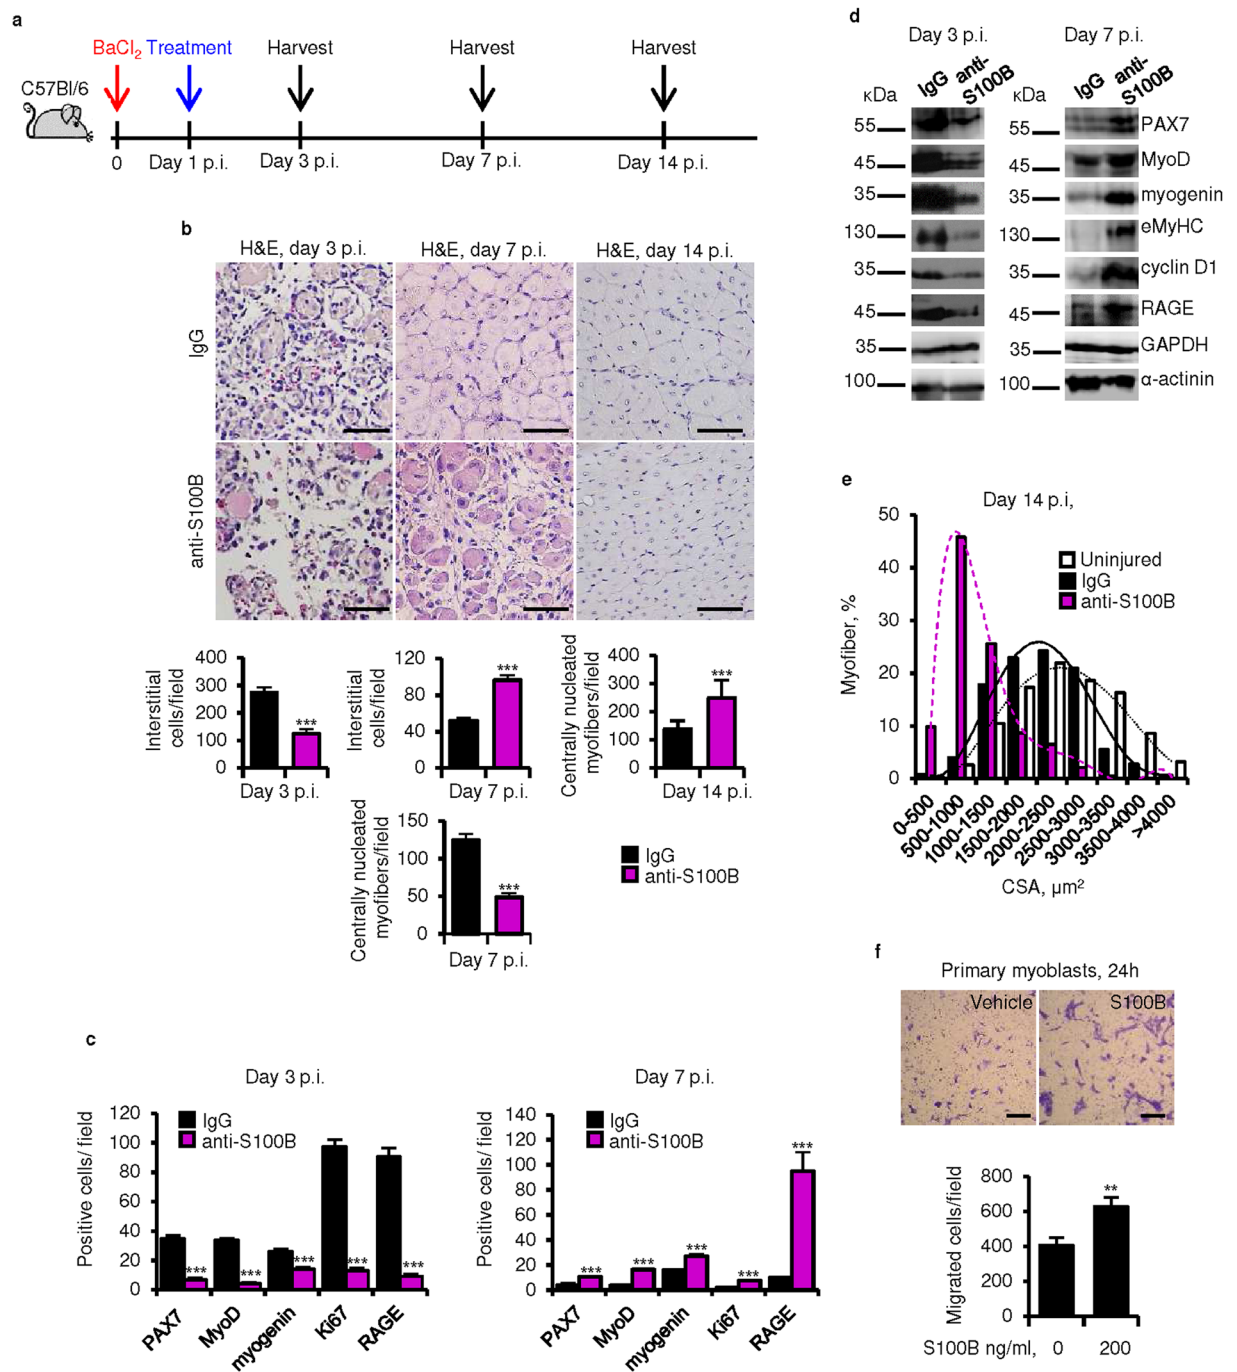 a
BaCl2 Treatment Harvest Harvest Harvest
C57Bl/6
0 Day 1 p.i. Day 3 p.i. Day 7 p.i. Day 14 p.i.
b
H&E, day 3 p.i. H&E, day 7 p.i. H&E, day 14 p.i.
IgG
anti-S100B
Interstitial
cells/field
400
300
200
100
0
***
Day 3 p.i.
Interstitial
cells/field
120
80
40
0
***
Day 7 p.i.
Centrally nucleated
myofibers/field
400
300
200
100
0
***
Day 14 p.i.
Centrally nucleated
myofibers/field
150
100
50
0
***
Day 7 p.i.
IgG
anti-S100B
c
Day 3 p.i.
Positive cells/ field
120
100
80
60
40
20
0
IgG
anti-S100B
*** *** *** *** ***
PAX7 MyoD myogenin Ki67 RAGE
Day 7 p.i.
Positive cells/ field
140
120
100
80
60
40
20
0
IgG
anti-S100B
*** *** *** *** ***
PAX7 MyoD myogenin Ki67 RAGE
d
Day 3 p.i. Day 7 p.i.
κDa IgG anti-S100B κDa IgG anti-S100B
55 55 PAX7
45 45 MyoD
35 35 myogenin
130 130 eMyHC
35 35 cyclin D1
45 45 RAGE
35 35 GAPDH
100 100 α-actinin
e
Day 14 p.i,
Myofiber, %
50
40
30
20
10
0
Uninjured
IgG
anti-S100B
0-500 500-1000 1000-1500 1500-2000 2000-2500 2500-3000 3000-3500 3500-4000 >4000
CSA, µm2
f
Primary myoblasts, 24h
Vehicle S100B
Migrated cells/field
800
600
400
200
0
**
S100B ng/ml, 0 200